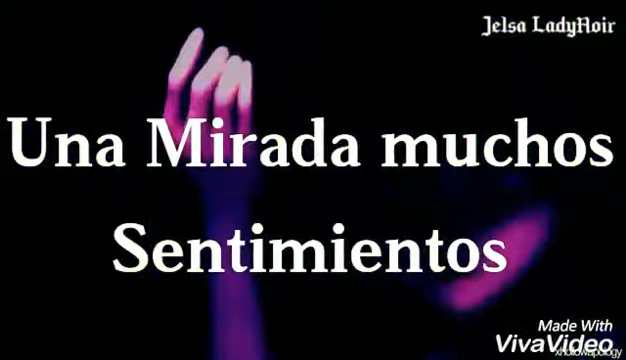 Jelsa LadyNoir
Una Mirada muchos
Sentimientos
Made With
VivaVideo